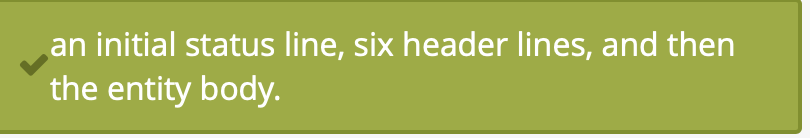 an initial status line, six header lines, and then
the entity body.